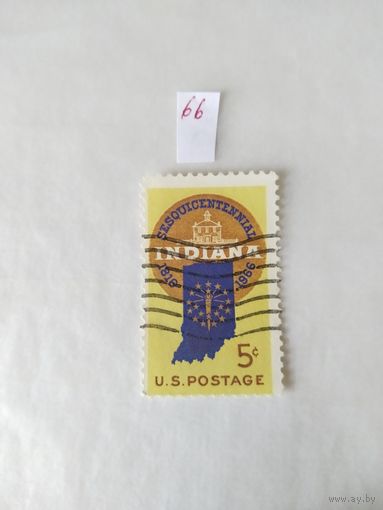 66
SESQUICENTENNIAL
1816 1966
INDIANA
5¢
U.S. POSTAGE
www.ay.by